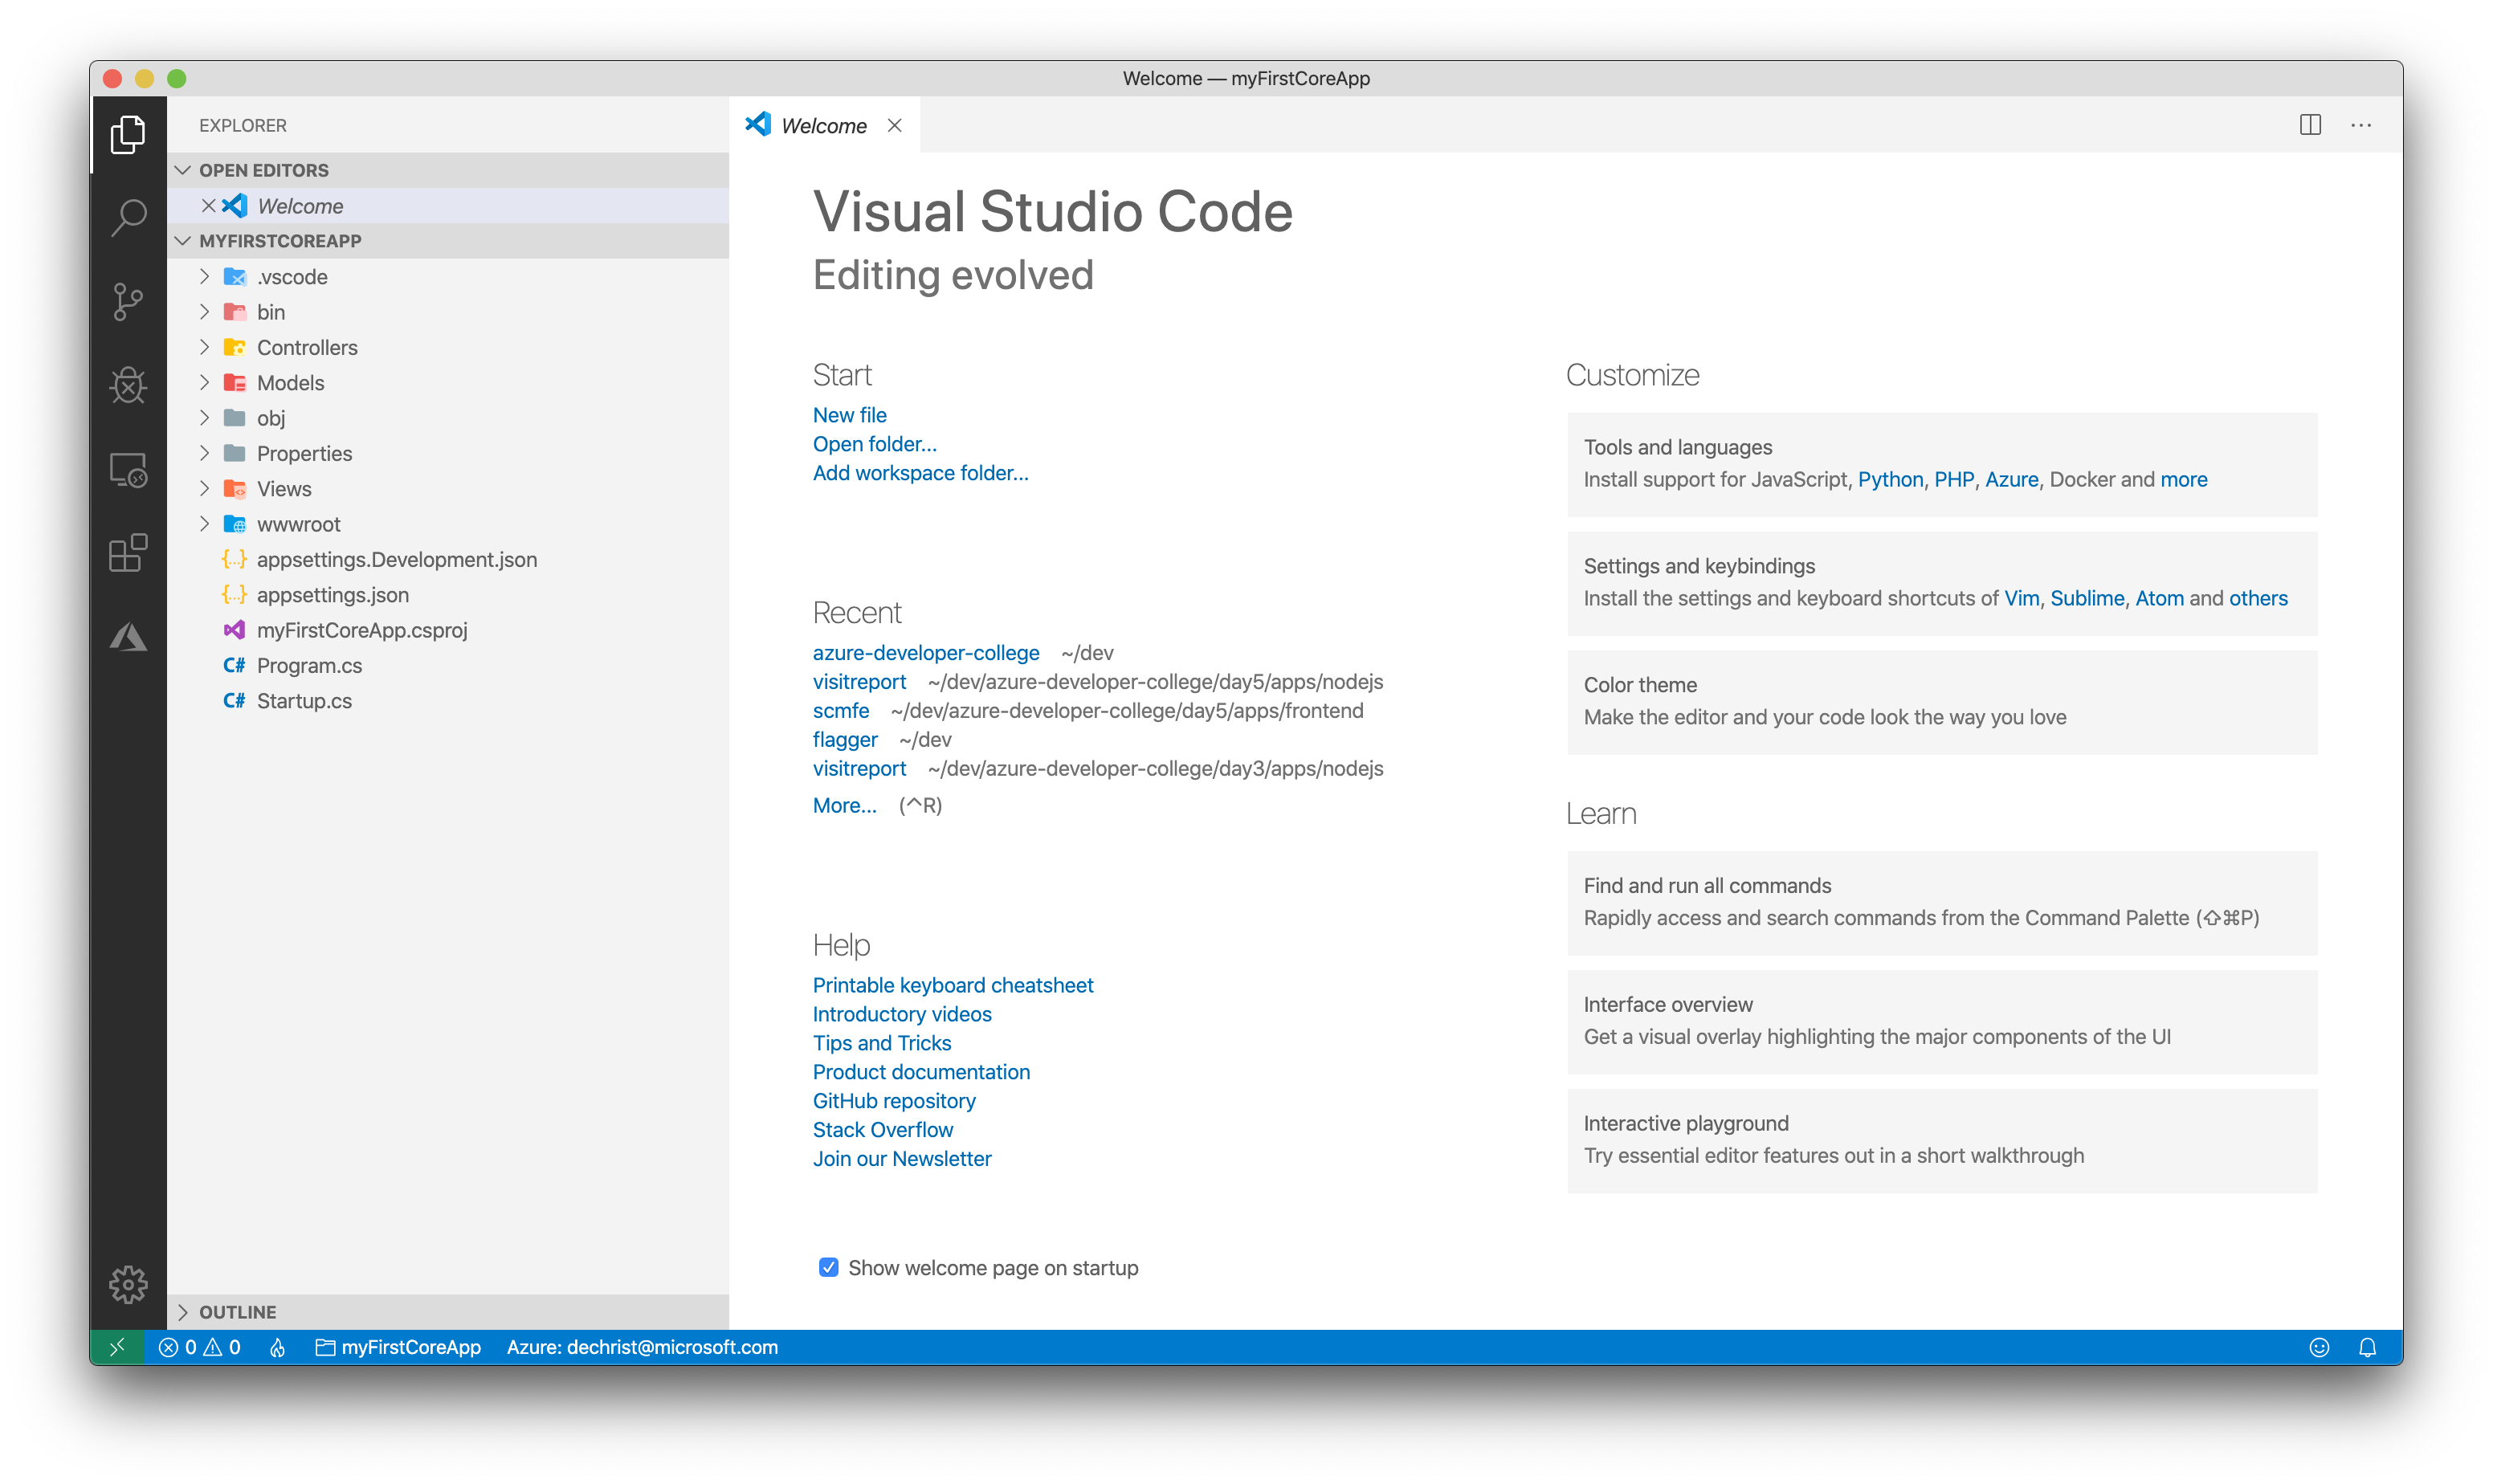 Welcome — myFirstCoreApp
EXPLORER
OPEN EDITORS
Welcome
MYFIRSTCOREAPP
.vscode
bin
Controllers
Models
obj
Properties
Views
wwwroot
{...} appsettings.Development.json
{...} appsettings.json
myFirstCoreApp.csproj
C# Program.cs
C# Startup.cs
OUTLINE
Welcome
Visual Studio Code
Editing evolved
Start
New file
Open folder...
Add workspace folder...
Recent
azure-developer-college ~/dev
visitreport ~/dev/azure-developer-college/day5/apps/nodejs
scmfe ~/dev/azure-developer-college/day5/apps/frontend
flagger ~/dev
visitreport ~/dev/azure-developer-college/day3/apps/nodejs
More... (^R)
Help
Printable keyboard cheatsheet
Introductory videos
Tips and Tricks
Product documentation
GitHub repository
Stack Overflow
Join our Newsletter
Show welcome page on startup
Customize
Tools and languages
Install support for JavaScript, Python, PHP, Azure, Docker and more
Settings and keybindings
Install the settings and keyboard shortcuts of Vim, Sublime, Atom and others
Color theme
Make the editor and your code look the way you love
Learn
Find and run all commands
Rapidly access and search commands from the Command Palette (⇧⌘P)
Interface overview
Get a visual overlay highlighting the major components of the UI
Interactive playground
Try essential editor features out in a short walkthrough
0 0 myFirstCoreApp Azure: dechrist@microsoft.com